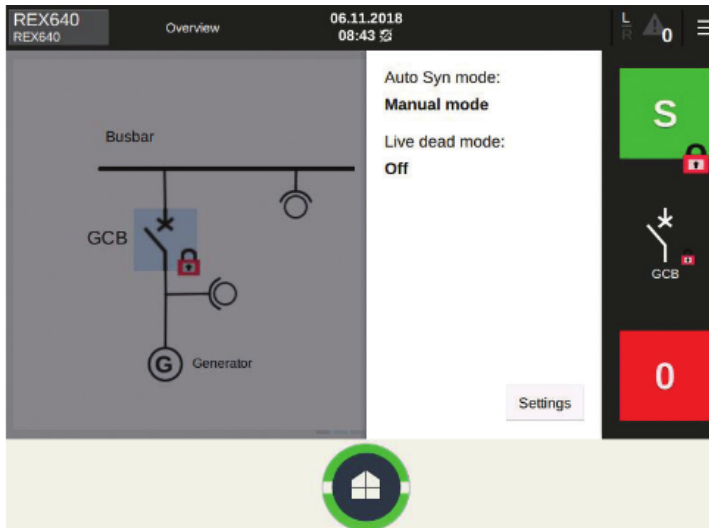 REX640
REX640
Overview
06.11.2018
08:43
L
R
0
Auto Syn mode:
Manual mode
Live dead mode:
Off
Busbar
GCB
G
Generator
Settings
S
GCB
0